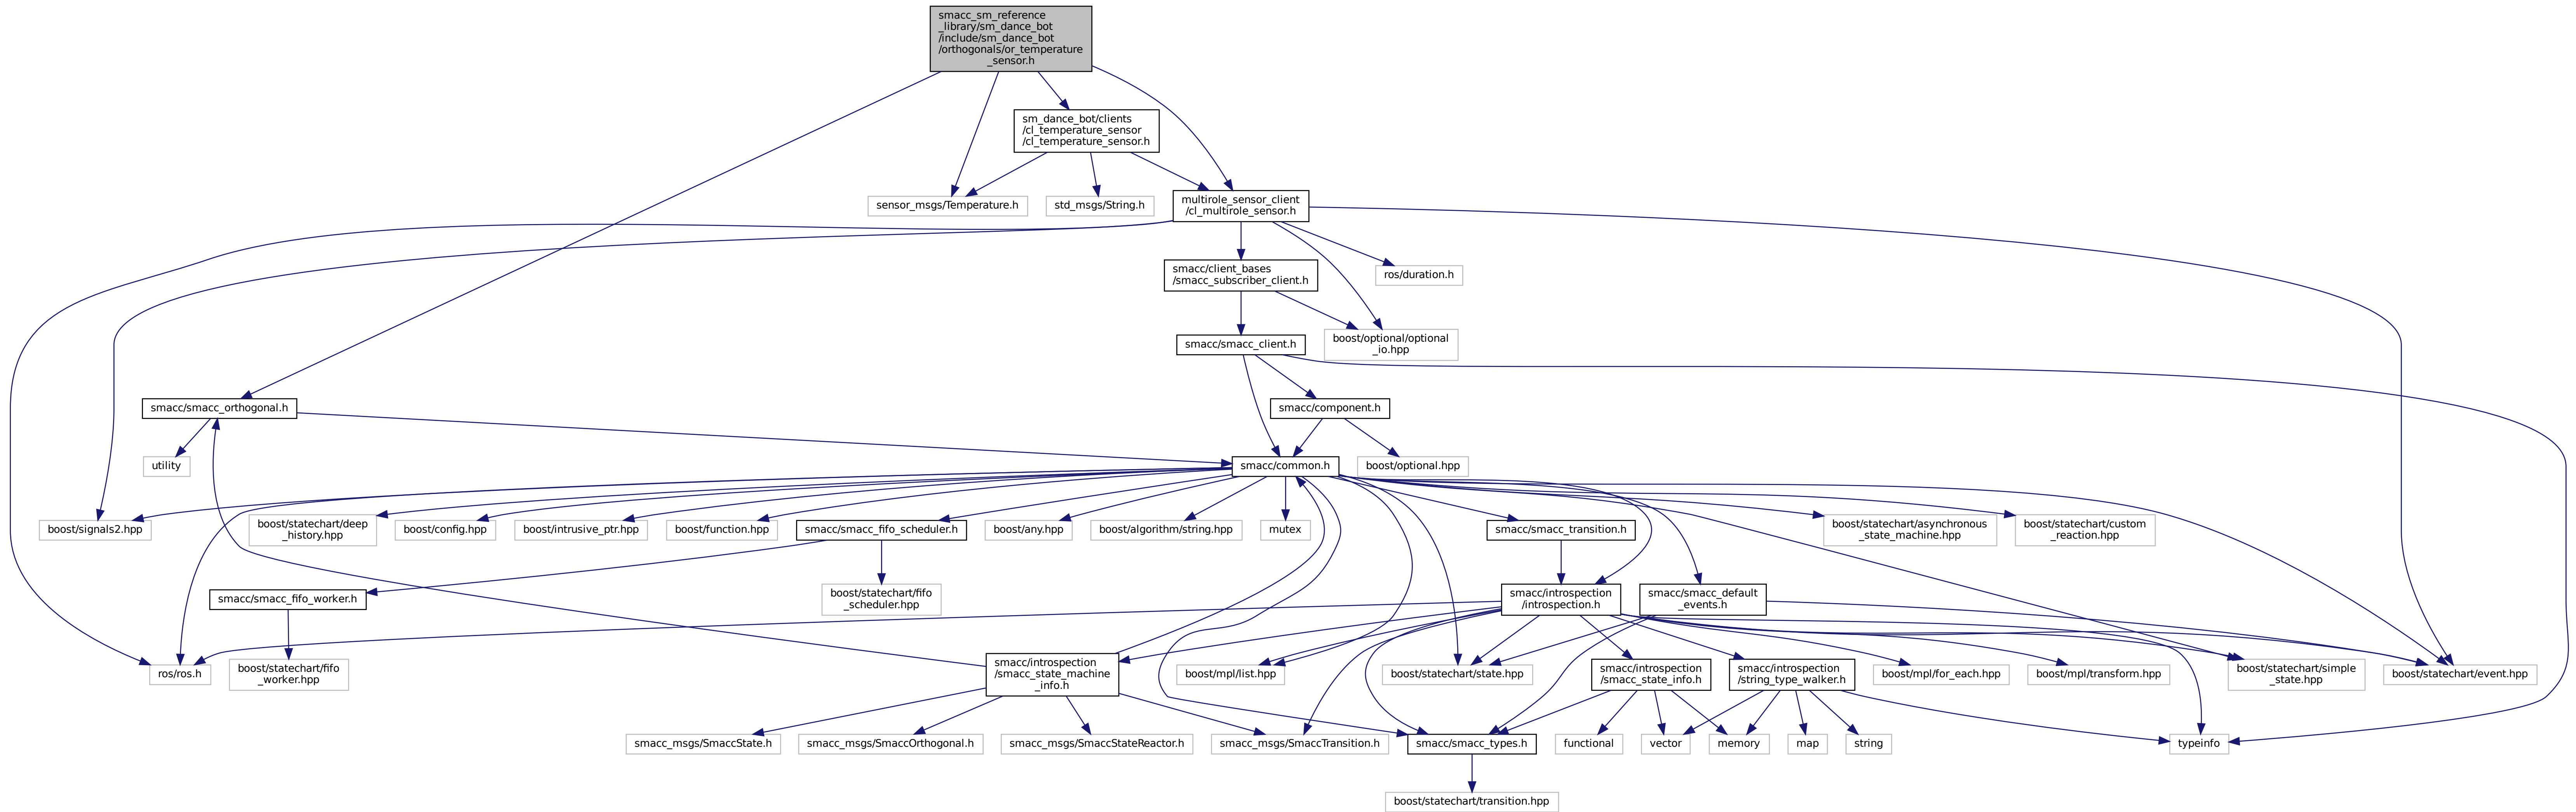 smacc_sm_reference
_library/sm_dance_bot
/include/sm_dance_bot
/orthogonals/or_temperature
_sensor.h
sm_dance_bot/clients
/cl_temperature_sensor
/cl_temperature_sensor.h
sensor_msgs/Temperature.h
std_msgs/String.h
multirole_sensor_client
/cl_multirole_sensor.h
smacc/client_bases
/smacc_subscriber_client.h
ros/duration.h
smacc/smacc_client.h
boost/optional/optional
_io.hpp
smacc/smacc_orthogonal.h
smacc/component.h
utility
smacc/common.h
boost/optional.hpp
boost/signals2.hpp
boost/statechart/deep
_history.hpp
boost/config.hpp
boost/intrusive_ptr.hpp
boost/function.hpp
smacc/smacc_fifo_scheduler.h
boost/any.hpp
boost/algorithm/string.hpp
mutex
smacc/smacc_transition.h
boost/statechart/asynchronous
_state_machine.hpp
boost/statechart/custom
_reaction.hpp
smacc/smacc_fifo_worker.h
boost/statechart/fifo
_scheduler.hpp
smacc/introspection
/introspection.h
smacc/smacc_default
_events.h
ros/ros.h
boost/statechart/fifo
_worker.hpp
smacc/introspection
/smacc_state_machine
_info.h
boost/mpl/list.hpp
boost/statechart/state.hpp
smacc/introspection
/smacc_state_info.h
smacc/introspection
/string_type_walker.h
boost/mpl/for_each.hpp
boost/mpl/transform.hpp
boost/statechart/simple
_state.hpp
boost/statechart/event.hpp
smacc_msgs/SmaccState.h
smacc_msgs/SmaccOrthogonal.h
smacc_msgs/SmaccStateReactor.h
smacc_msgs/SmaccTransition.h
smacc/smacc_types.h
functional
vector
memory
map
string
typeinfo
boost/statechart/transition.hpp